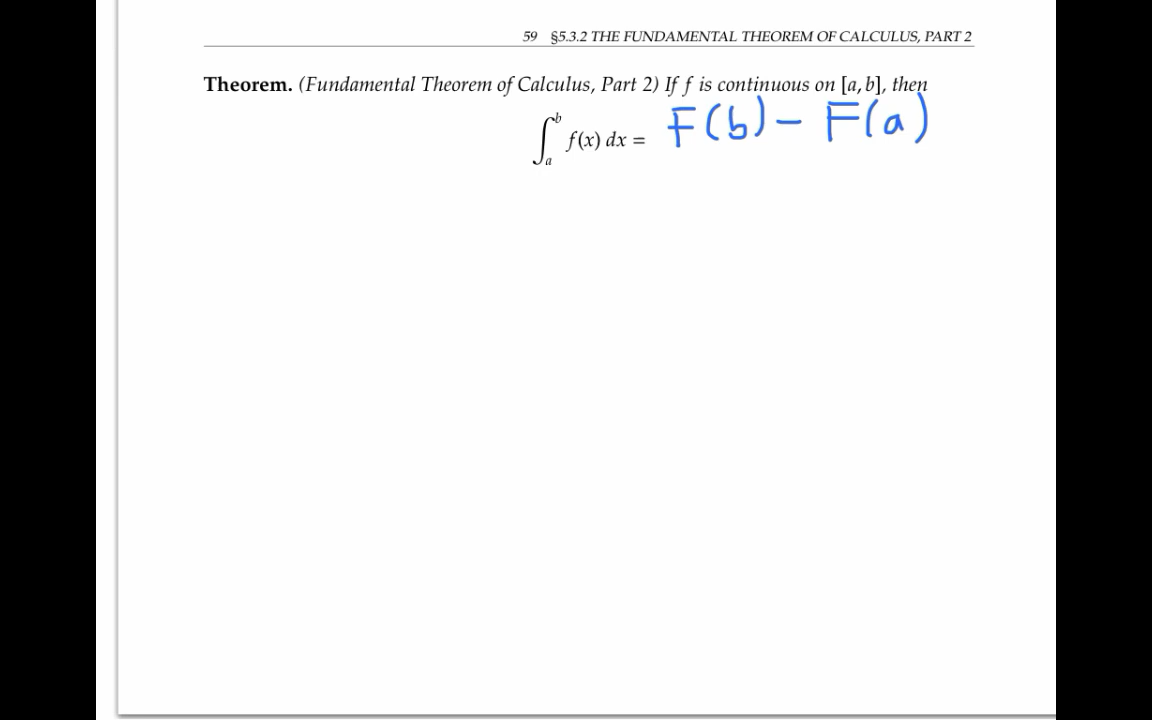 59 §5.3.2 THE FUNDAMENTAL THEOREM OF CALCULUS, PART 2
Theorem. (Fundamental Theorem of Calculus, Part 2) If f is continuous on [a, b], then
∫_a^b f(x) dx = F(b) – F(a)